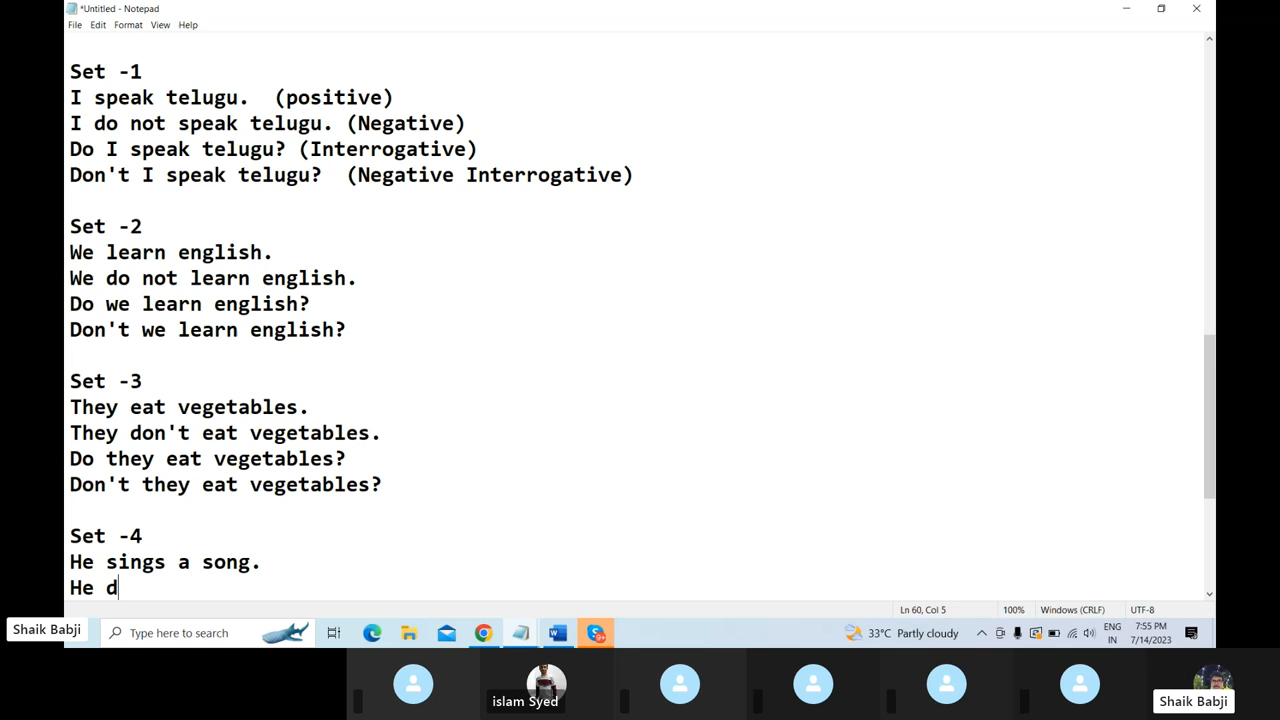 *Untitled - Notepad
File Edit Format View Help
Set -1
I speak telugu.  (positive)
I do not speak telugu. (Negative)
Do I speak telugu? (Interrogative)
Don't I speak telugu?  (Negative Interrogative)
Set -2
We learn english.
We do not learn english.
Do we learn english?
Don't we learn english?
Set -3
They eat vegetables.
They don't eat vegetables.
Do they eat vegetables?
Don't they eat vegetables?
Set -4
He sings a song.
He d
Ln 60, Col 5 100% Windows (CRLF) UTF-8
Shaik Babji
Type here to search
33°C Partly cloudy
ENG
IN
7:55 PM
7/14/2023
islam Syed
Shaik Babji